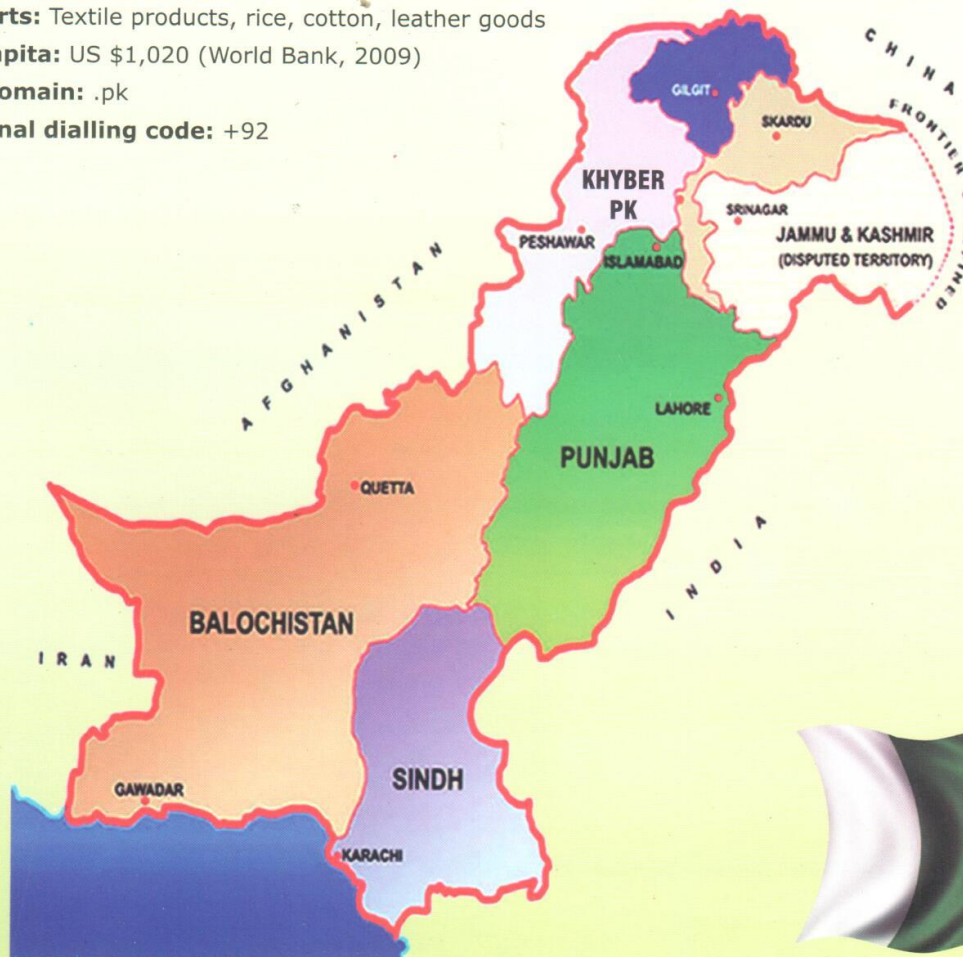 rts: Textile products, rice, cotton, leather goods
apita: US $1,020 (World Bank, 2009)
omain: .pk
nal dialling code: +92
CHINA
FRONTIER
INED
GILGIT
SKARDU
KHYBER
PK
SRINAGAR
JAMMU & KASHMIR
(DISPUTED TERRITORY)
PESHAWAR
ISLAMABAD
AFGHANISTAN
LAHORE
PUNJAB
QUETTA
INDIA
BALOCHISTAN
IRAN
SINDH
GAWADAR
KARACHI